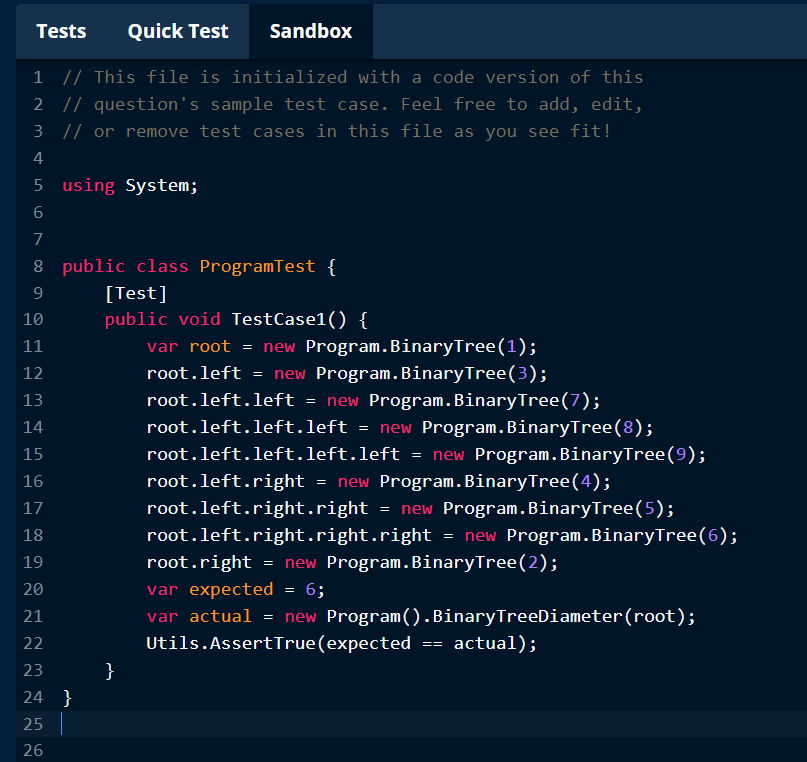 Tests Quick Test Sandbox
1 // This file is initialized with a code version of this
2 // question's sample test case. Feel free to add, edit,
3 // or remove test cases in this file as you see fit!
4
5 using System;
6
7
8 public class ProgramTest {
9     [Test]
10     public void TestCase1() {
11         var root = new Program.BinaryTree(1);
12         root.left = new Program.BinaryTree(3);
13         root.left.left = new Program.BinaryTree(7);
14         root.left.left.left = new Program.BinaryTree(8);
15         root.left.left.left.left = new Program.BinaryTree(9);
16         root.left.right = new Program.BinaryTree(4);
17         root.left.right.right = new Program.BinaryTree(5);
18         root.left.right.right.right = new Program.BinaryTree(6);
19         root.right = new Program.BinaryTree(2);
20         var expected = 6;
21         var actual = new Program().BinaryTreeDiameter(root);
22         Utils.AssertTrue(expected == actual);
23     }
24 }
25
26